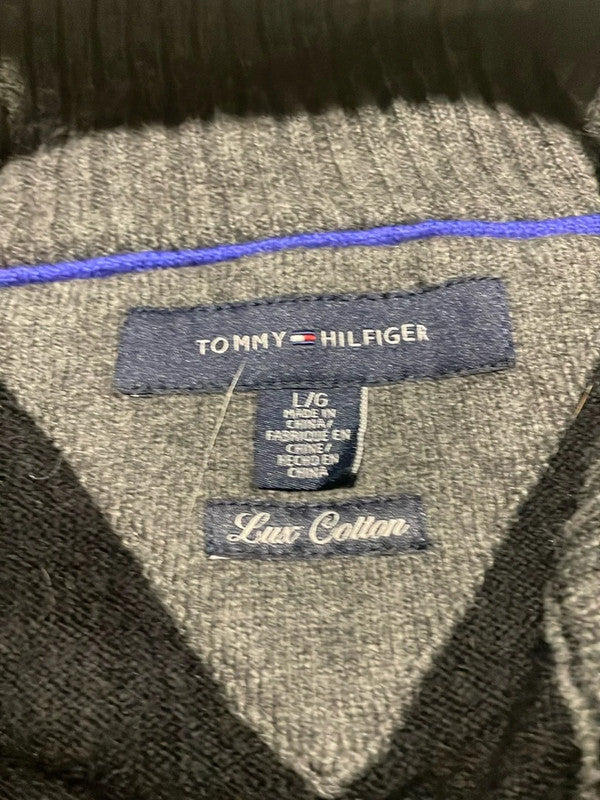 TOMMY HILFIGER
L/G
MADE IN
CHINA/
FABRIQUE EN
CHINE/
HECHO EN
CHINA
Lux Cotton